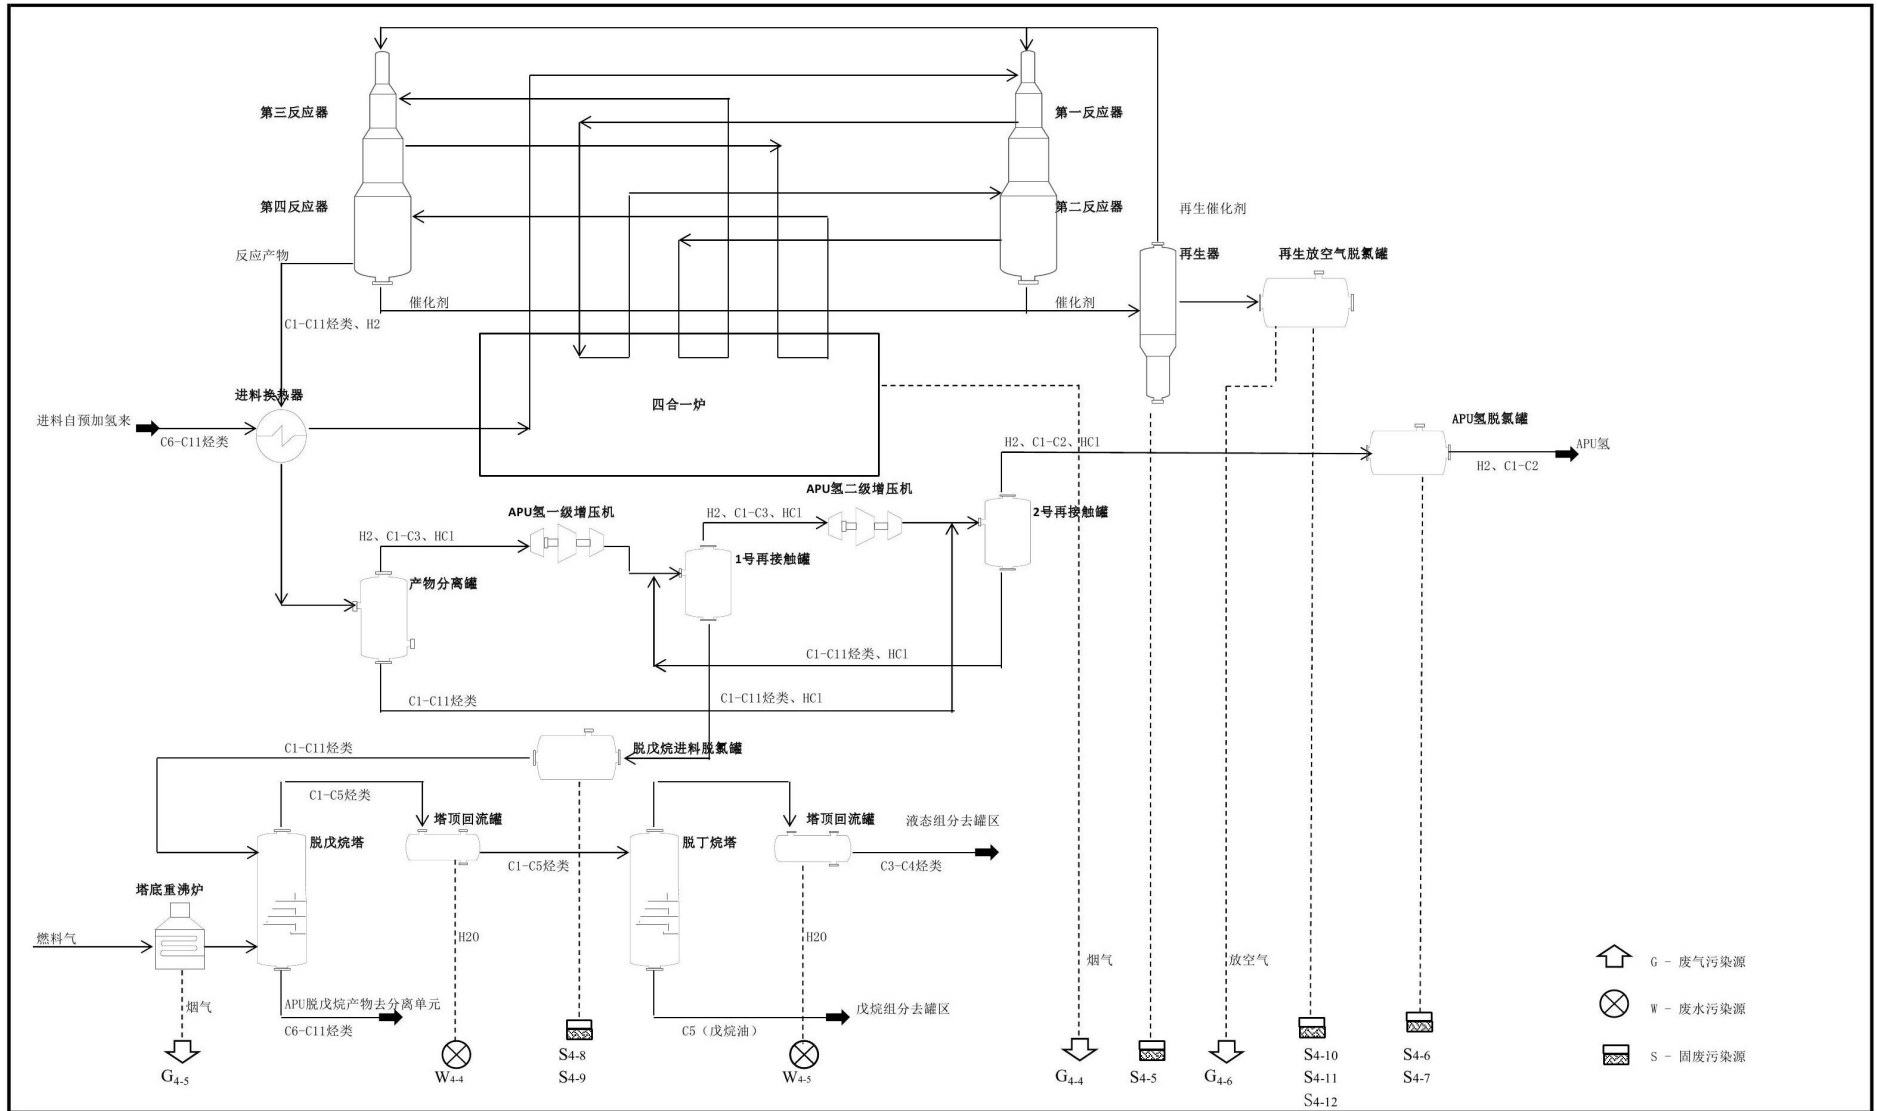 第三反应器
第一反应器
第四反应器
第二反应器
再生催化剂
反应产物
再生器
再生放空气脱氯罐
催化剂
催化剂
C1-C11烃类、H2
进料换热器
四合一炉
进料自预加氢来
C6-C11烃类
APU氢脱氯罐
H2、C1-C2、HCl
APU氢
H2、C1-C2
APU氢二级增压机
APU氢一级增压机
H2、C1-C3、HCl
2号再接触罐
H2、C1-C3、HCl
1号再接触罐
产物分离罐
C1-C11烃类、HCl
C1-C11烃类
C1-C11烃类、HCl
C1-C11烃类
脱戊烷进料脱氯罐
C1-C5烃类
塔顶回流罐
塔顶回流罐
液态组分去罐区
脱戊烷塔
脱丁烷塔
C1-C5烃类
C3-C4烃类
塔底重沸炉
燃料气
H2O
H2O
烟气
放空气
G - 废气污染源
烟气
APU脱戊烷产物去分离单元
C6-C11烃类
戊烷组分去罐区
C5（戊烷油）
W - 废水污染源
S - 固废污染源
G4-5
W4-4
S4-8
S4-9
W4-5
G4-4
S4-5
G4-6
S4-10
S4-11
S4-12
S4-6
S4-7